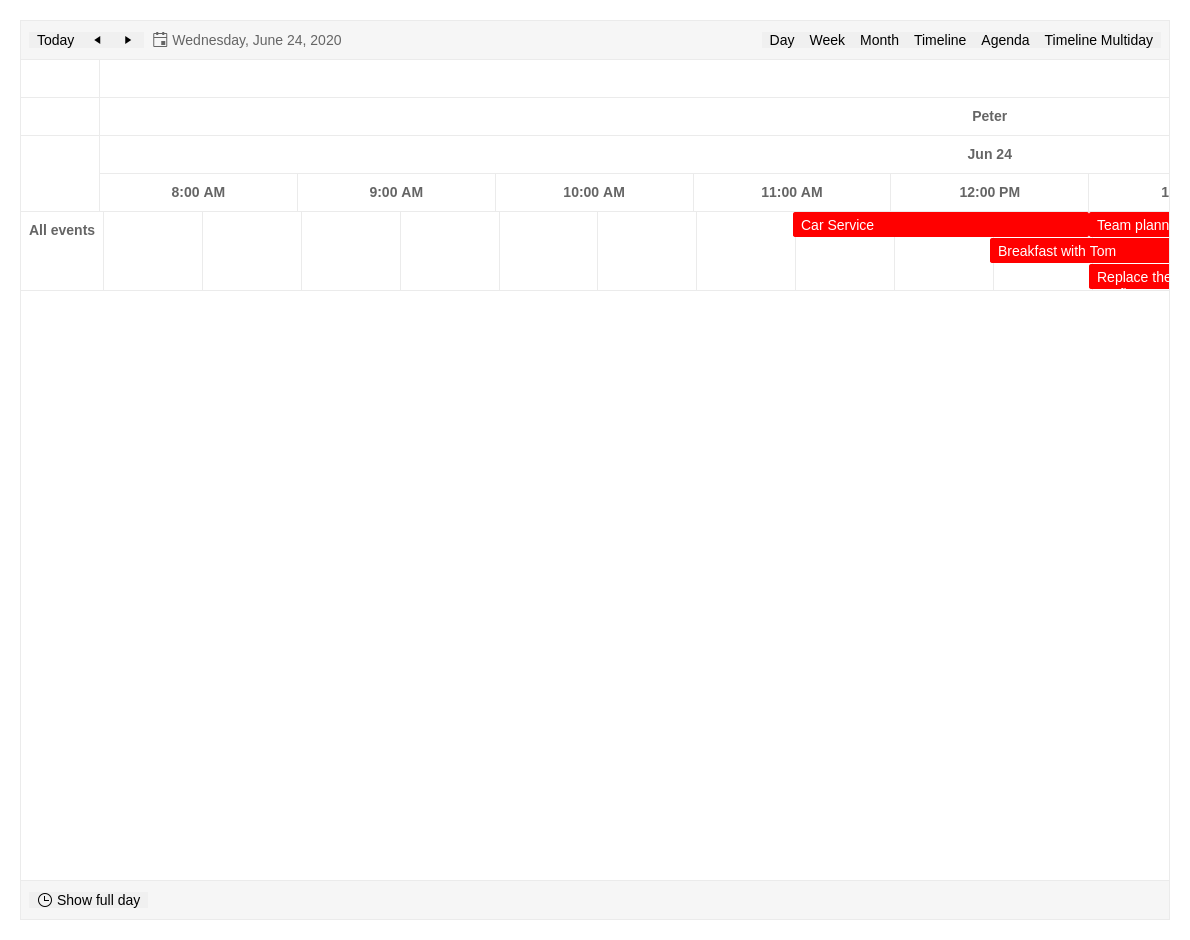 Today
Wednesday, June 24, 2020
Day Week Month Timeline Agenda Timeline Multiday
Peter
Jun 24
8:00 AM 9:00 AM 10:00 AM 11:00 AM 12:00 PM 1
All events
Car Service Team plann
Breakfast with Tom
Replace the
Show full day